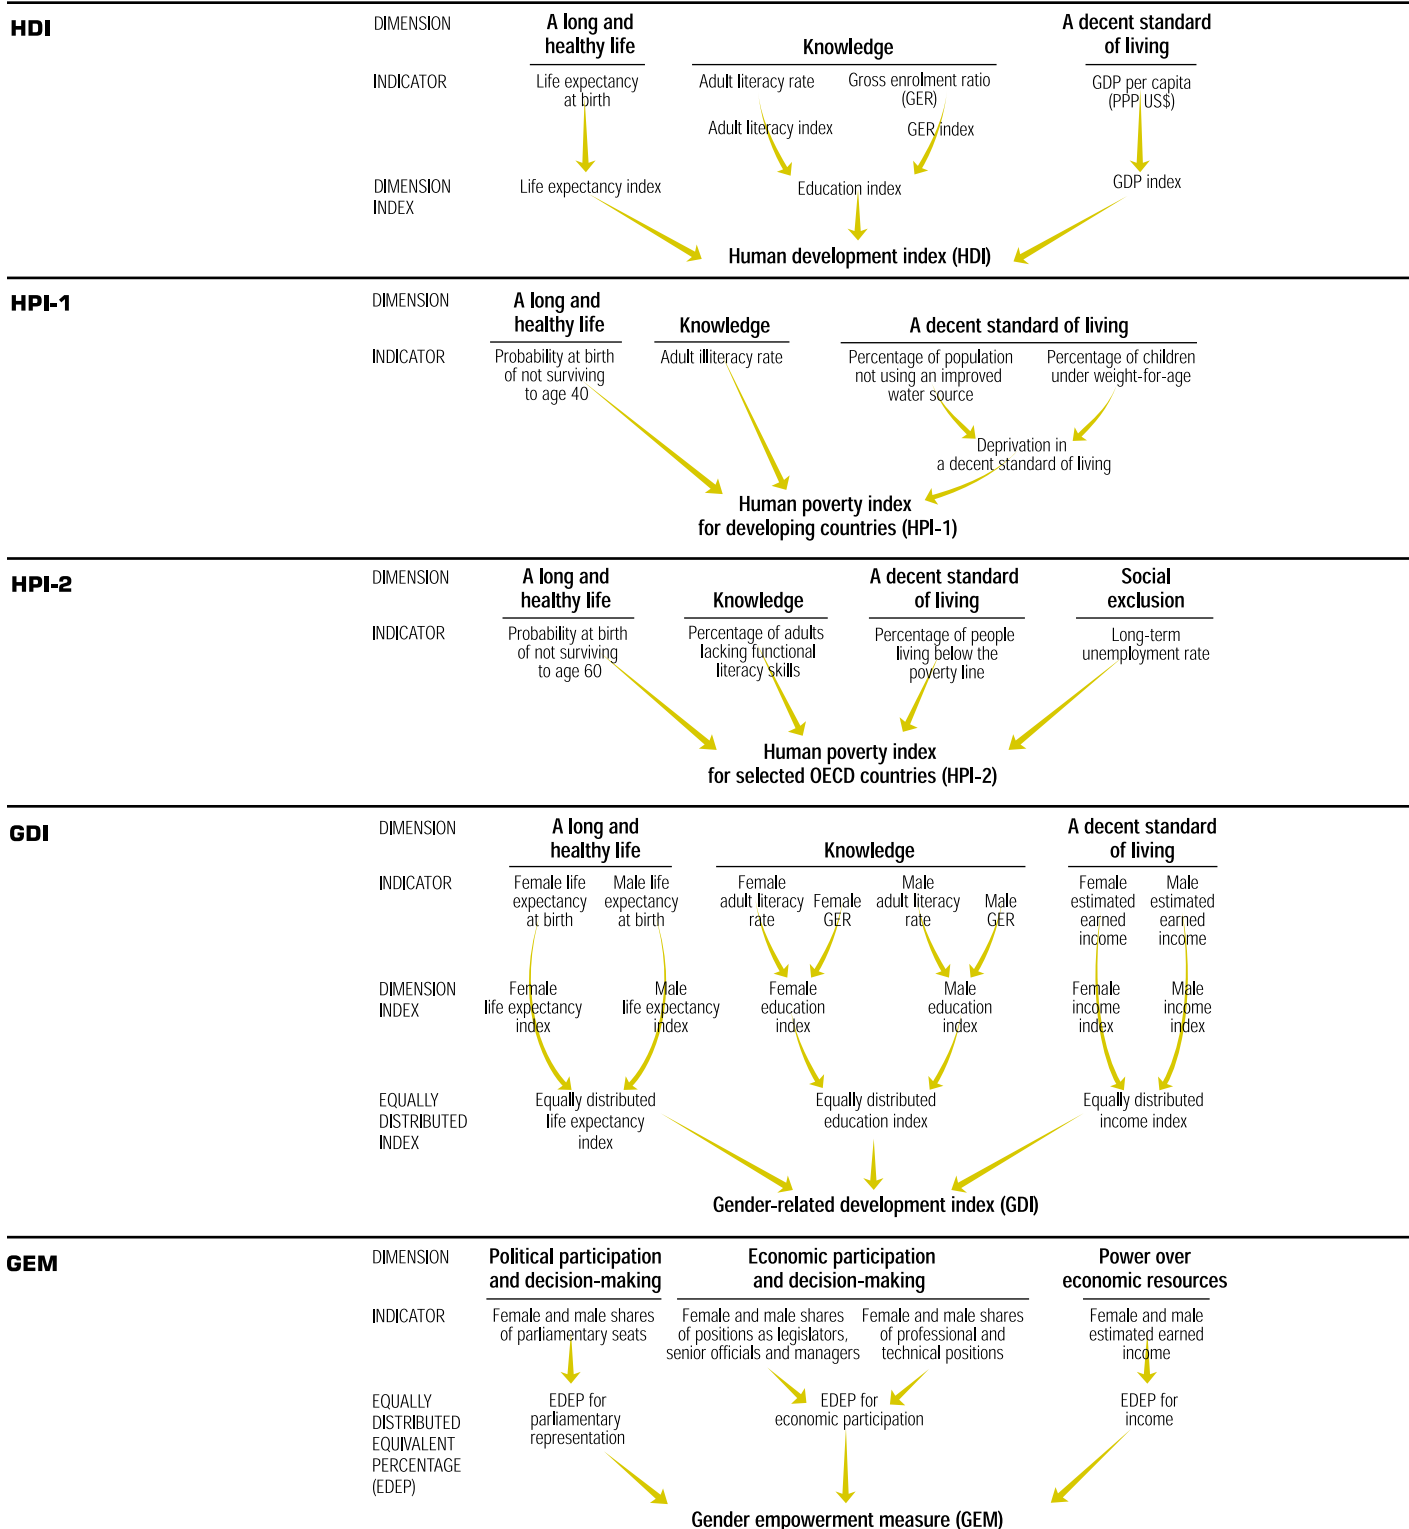 HDI
DIMENSION
A long and
healthy life
Knowledge
A decent standard
of living
INDICATOR
Life expectancy
at birth
Adult literacy rate
Gross enrolment ratio
(GER)
GDP per capita
(PPP US$)
Adult literacy index
GER index
DIMENSION
INDEX
Life expectancy index
Education index
GDP index
Human development index (HDI)
HPI-1
DIMENSION
A long and
healthy life
Knowledge
A decent standard of living
INDICATOR
Probability at birth
of not surviving
to age 40
Adult illiteracy rate
Percentage of population
not using an improved
water source
Percentage of children
under weight-for-age
Deprivation in
a decent standard of living
Human poverty index
for developing countries (HPI-1)
HPI-2
DIMENSION
A long and
healthy life
Knowledge
A decent standard
of living
Social
exclusion
INDICATOR
Probability at birth
of not surviving
to age 60
Percentage of adults
lacking functional
literacy skills
Percentage of people
living below the
poverty line
Long-term
unemployment rate
Human poverty index
for selected OECD countries (HPI-2)
GDI
DIMENSION
A long and
healthy life
Knowledge
A decent standard
of living
INDICATOR
Female life
expectancy
at birth
Male life
expectancy
at birth
Female
adult literacy
rate
Female
GER
Male
adult literacy
rate
Male
GER
Female
estimated
earned
income
Male
estimated
earned
income
DIMENSION
INDEX
Female
life expectancy
index
Male
life expectancy
index
Female
education
index
Male
education
index
Female
income
index
Male
income
index
EQUALLY
DISTRIBUTED
INDEX
Equally distributed
life expectancy
index
Equally distributed
education index
Equally distributed
income index
Gender-related development index (GDI)
GEM
DIMENSION
Political participation
and decision-making
Economic participation
and decision-making
Power over
economic resources
INDICATOR
Female and male shares
of parliamentary seats
Female and male shares
of positions as legislators,
senior officials and managers
Female and male shares
of professional and
technical positions
Female and male
estimated earned
income
EQUALLY
DISTRIBUTED
EQUIVALENT
PERCENTAGE
(EDEP)
EDEP for
parliamentary
representation
EDEP for
economic participation
EDEP for
income
Gender empowerment measure (GEM)